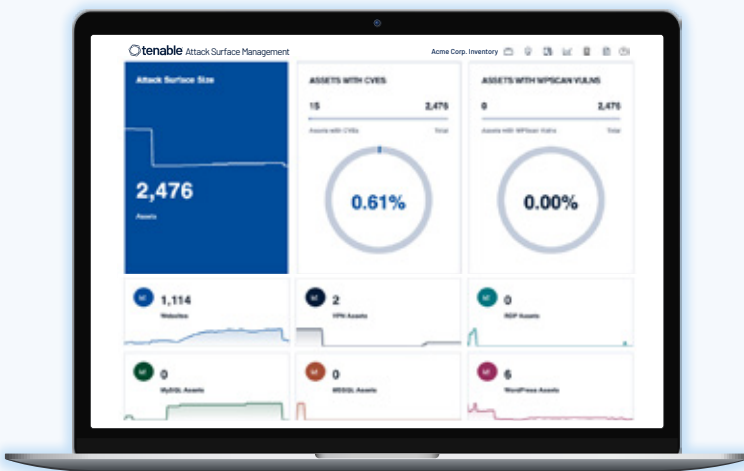 tenable Attack Surface Management
Acme Corp. Inventory
Attack Surface Size
2,476
Assets
ASSETS WITH CVES
15 2,476
Assets with CVEs Total
0.61%
ASSETS WITH WPSCAN VULNS
0 2,476
Assets with WPScan Vulns Total
0.00%
1,114
Websites
2
VPN Assets
0
RDP Assets
0
MySQL Assets
0
MSSQL Assets
6
WordPress Assets